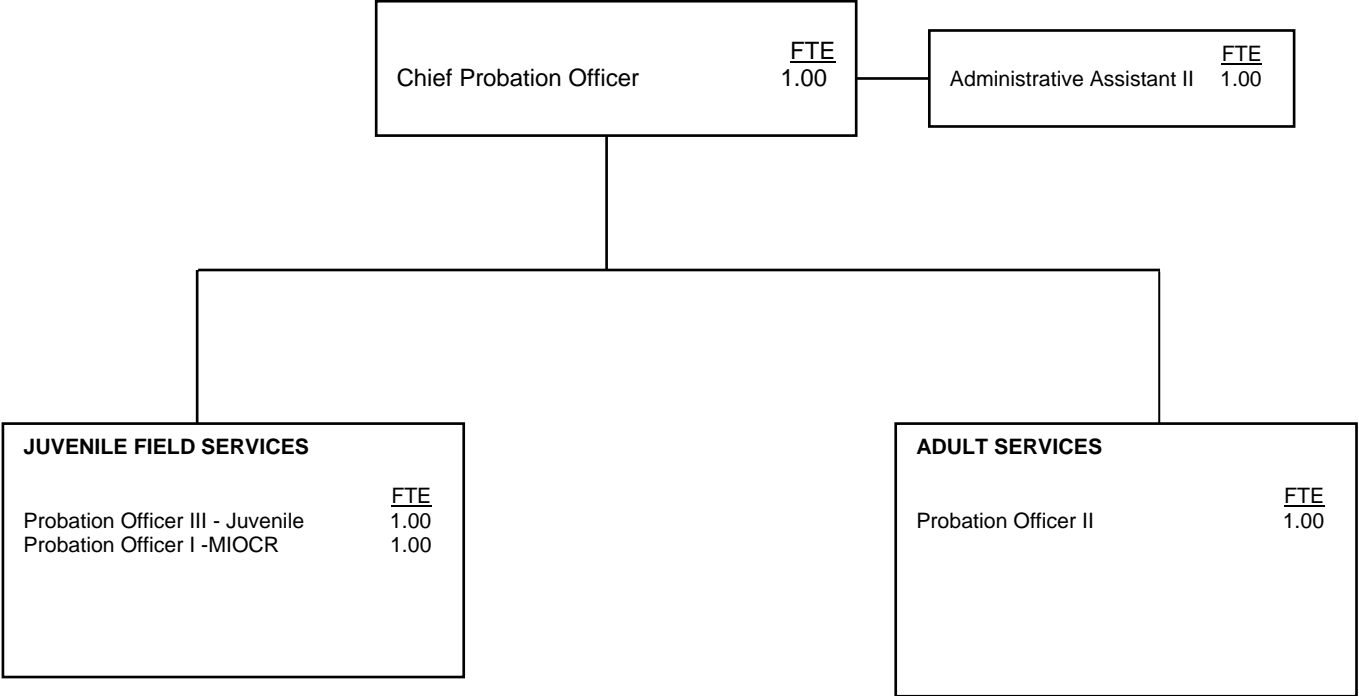 FTE
Chief Probation Officer 1.00
FTE
Administrative Assistant II 1.00
JUVENILE FIELD SERVICES
FTE
Probation Officer III - Juvenile 1.00
Probation Officer I -MIOCR 1.00
ADULT SERVICES
FTE
Probation Officer II 1.00